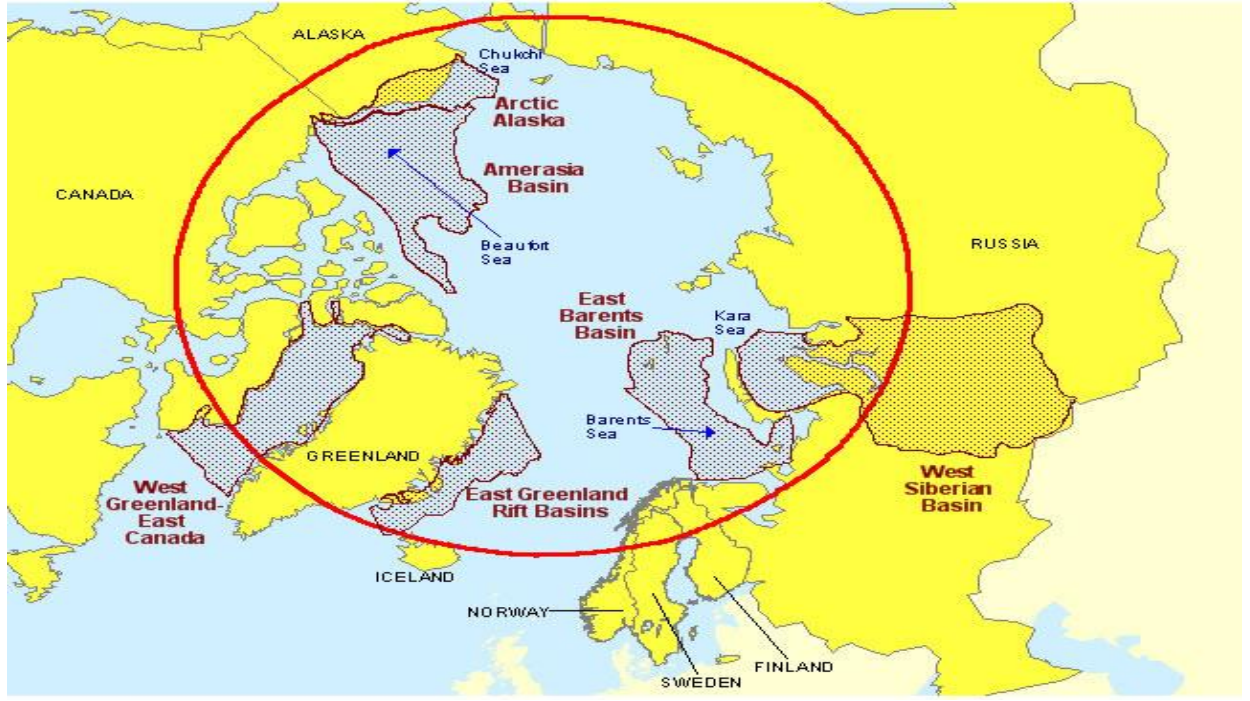 ALASKA
Chukchi
Sea
Arctic
Alaska
Amerasia
Basin
CANADA
Beaufort
Sea
RUSSIA
East
Barents
Basin
Kara
Sea
Barents
Sea
GREENLAND
West
Greenland-
East
Canada
East Greenland
Rift Basins
West
Siberian
Basin
ICELAND
NORWAY
FINLAND
SWEDEN